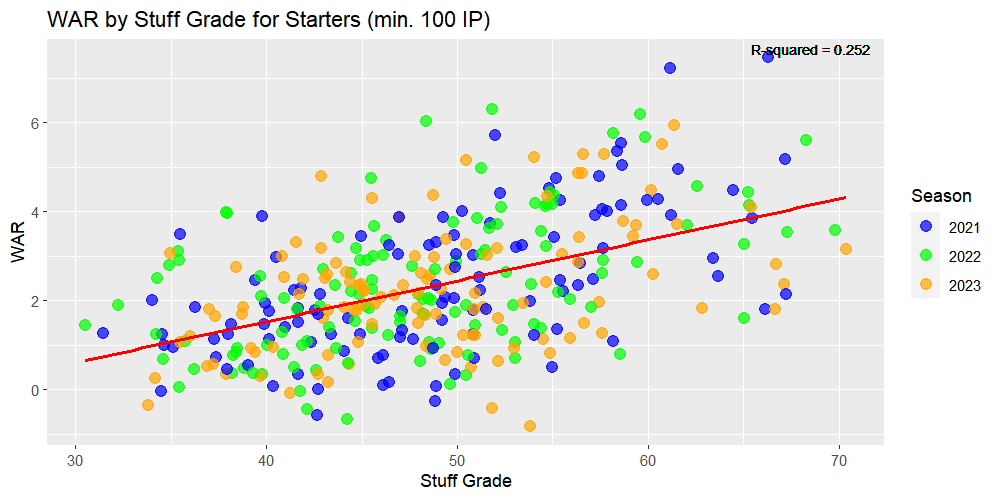 WAR by Stuff Grade for Starters (min. 100 IP)
R-squared = 0.252
6
4
2
0
WAR
30 40 50 60 70
Stuff Grade
Season
2021
2022
2023